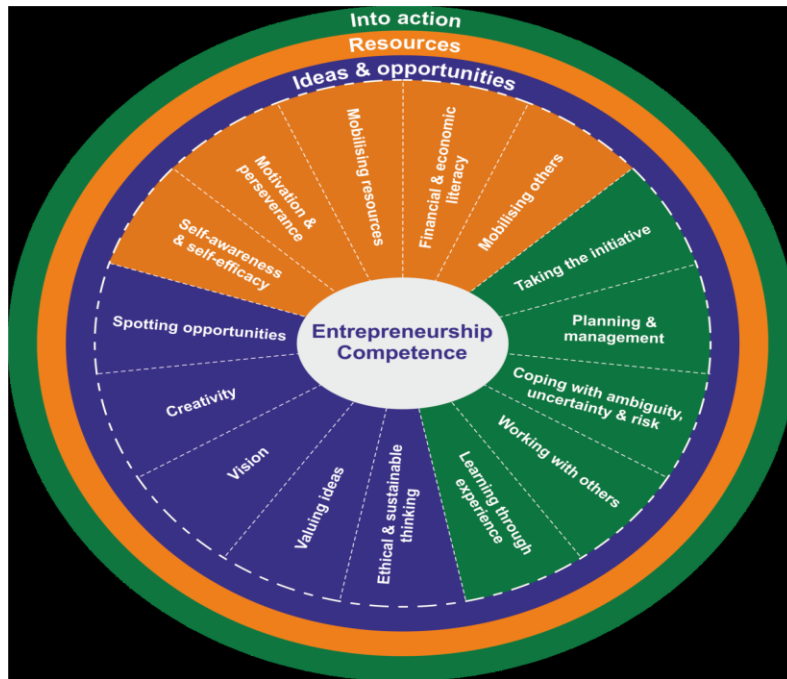 Into action
Resources
Ideas & opportunities
Self-awareness
& self-efficacy
Motivation &
perseverance
Mobilising resources
Financial & economic
literacy
Mobilising others
Taking the initiative
Planning &
management
Coping with ambiguity,
uncertainty & risk
Working with others
Learning through
experience
Ethical & sustainable
thinking
Valuing ideas
Vision
Creativity
Spotting opportunities
Entrepreneurship
Competence